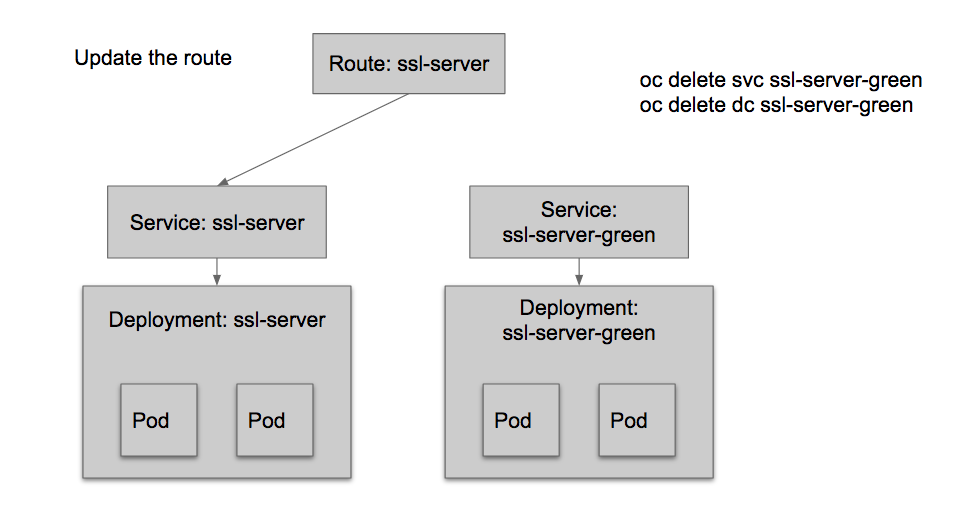 Update the route
Route: ssl-server
oc delete svc ssl-server-green
oc delete dc ssl-server-green
Service: ssl-server
Service:
ssl-server-green
Deployment: ssl-server
Deployment:
ssl-server-green
Pod
Pod
Pod
Pod